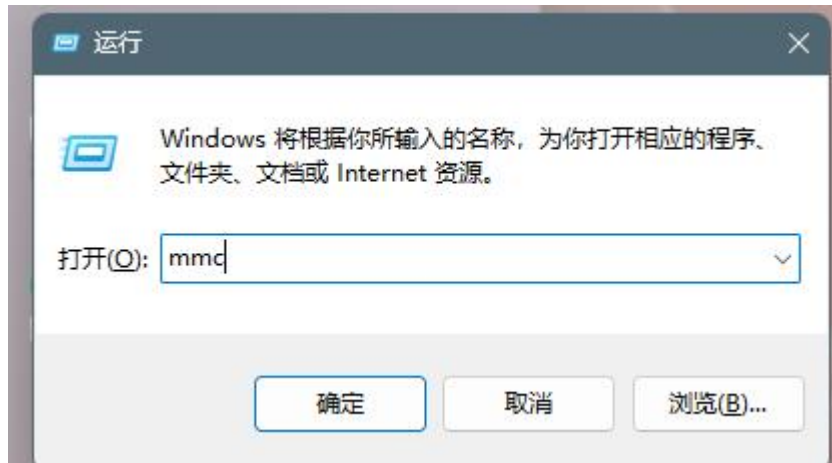 运行
Windows 将根据你所输入的名称，为你打开相应的程序、
文件夹、文档或 Internet 资源。
打开(O): mmc
确定 取消 浏览(B)...